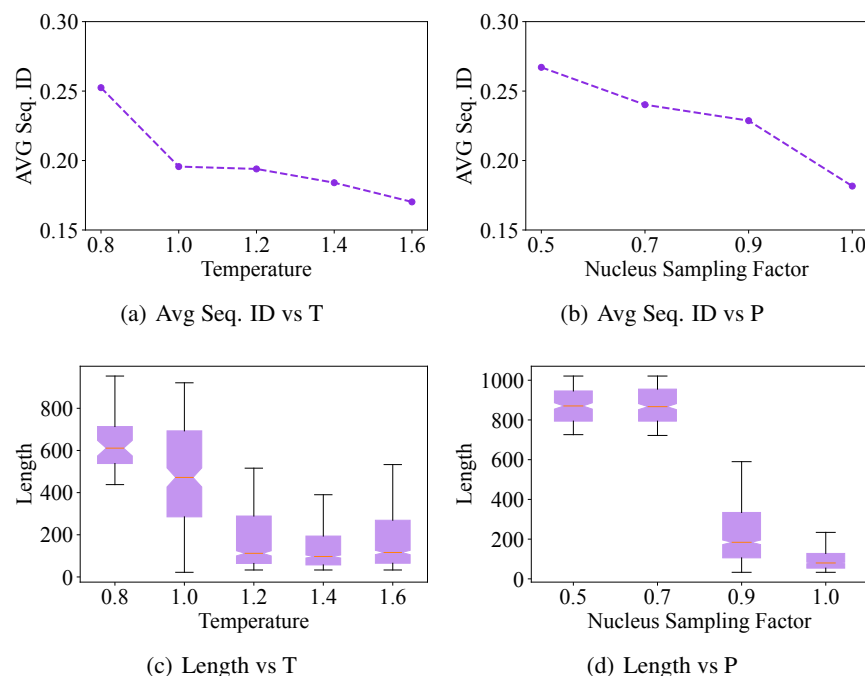 0.30
0.25
0.20
0.15
AVG Seq. ID
0.8 1.0 1.2 1.4 1.6
Temperature
(a) Avg Seq. ID vs T
0.30
0.25
0.20
0.15
AVG Seq. ID
0.5 0.7 0.9 1.0
Nucleus Sampling Factor
(b) Avg Seq. ID vs P
800
600
400
200
0
Length
0.8 1.0 1.2 1.4 1.6
Temperature
(c) Length vs T
1000
800
600
400
200
0
Length
0.5 0.7 0.9 1.0
Nucleus Sampling Factor
(d) Length vs P